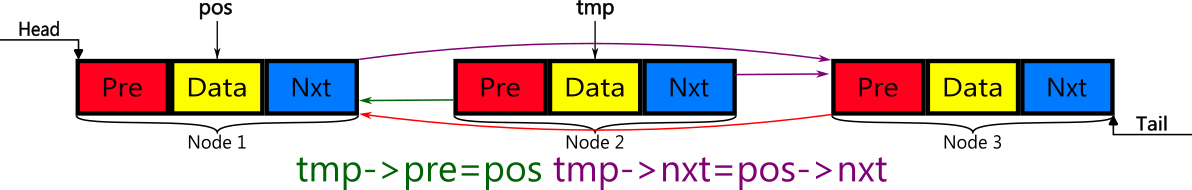 pos tmp
Head
Pre Data Nxt Pre Data Nxt Pre Data Nxt
Tail
Node 1 Node 2 Node 3
tmp->pre=pos tmp->nxt=pos->nxt